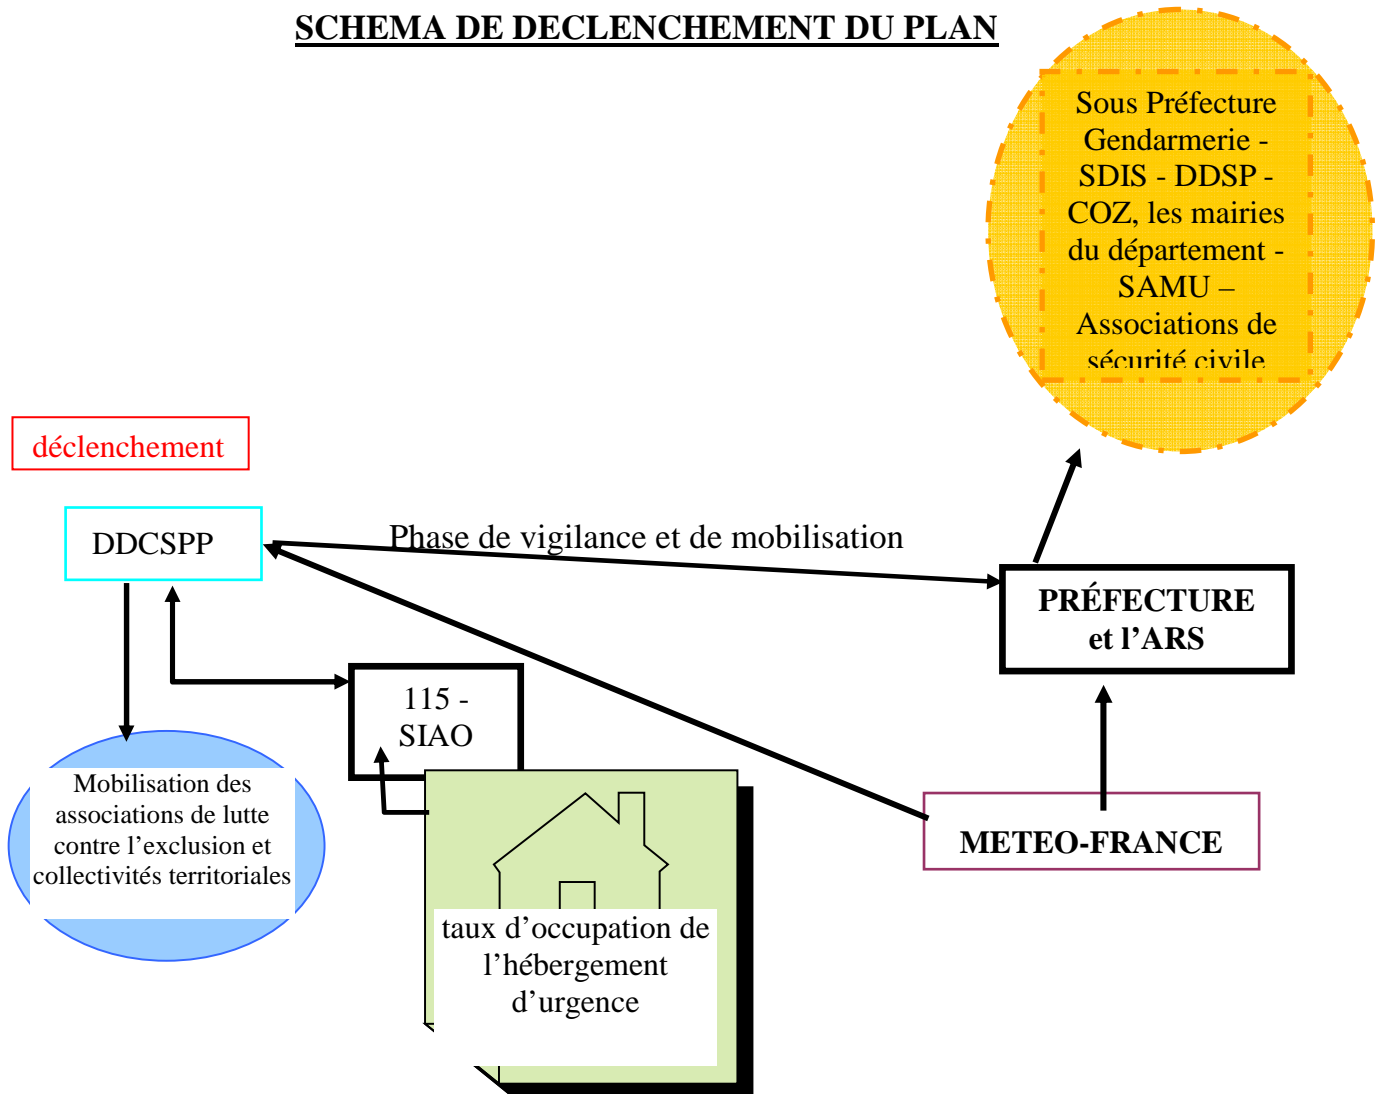 SCHEMA DE DECLENCHEMENT DU PLAN
Sous Préfecture
Gendarmerie -
SDIS - DDSP -
COZ, les mairies
du département -
SAMU –
Associations de
sécurité civile
déclenchement
DDCSPP
Phase de vigilance et de mobilisation
PRÉFECTURE
et l’ARS
115 -
SIAO
Mobilisation des
associations de lutte
contre l’exclusion et
collectivités territoriales
METEO-FRANCE
taux d’occupation de
l’hébergement
d’urgence